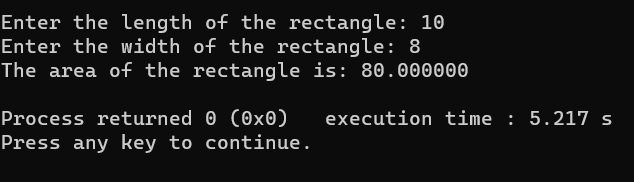 Enter the length of the rectangle: 10
Enter the width of the rectangle: 8
The area of the rectangle is: 80.000000
Process returned 0 (0x0)   execution time : 5.217 s
Press any key to continue.